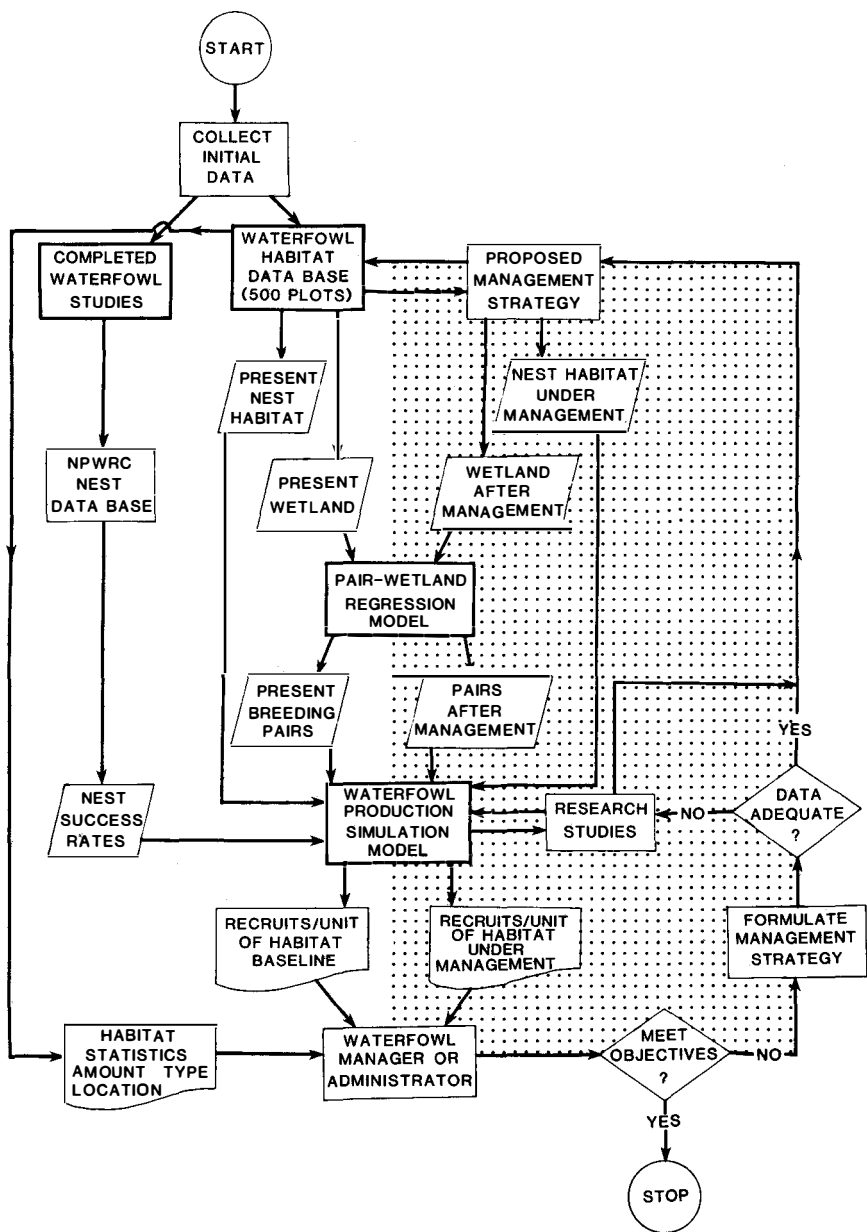 START
COLLECT
INITIAL
DATA
COMPLETED
WATERFOWL
STUDIES
WATERFOWL
HABITAT
DATA BASE
(500 PLOTS)
PROPOSED
MANAGEMENT
STRATEGY
PRESENT
NEST
HABITAT
NEST HABITAT
UNDER
MANAGEMENT
NPWRC
NEST
DATA BASE
PRESENT
WETLAND
WETLAND
AFTER
MANAGEMENT
PAIR-WETLAND
REGRESSION
MODEL
PRESENT
BREEDING
PAIRS
PAIRS
AFTER
MANAGEMENT
YES
NEST
SUCCESS
RATES
WATERFOWL
PRODUCTION
SIMULATION
MODEL
RESEARCH
STUDIES
NO
DATA
ADEQUATE
?
RECRUITS/UNIT
OF HABITAT
BASELINE
RECRUITS/UNIT
OF HABITAT
UNDER
MANAGEMENT
FORMULATE
MANAGEMENT
STRATEGY
HABITAT
STATISTICS
AMOUNT TYPE
LOCATION
WATERFOWL
MANAGER OR
ADMINISTRATOR
MEET
OBJECTIVES
?
NO
YES
STOP